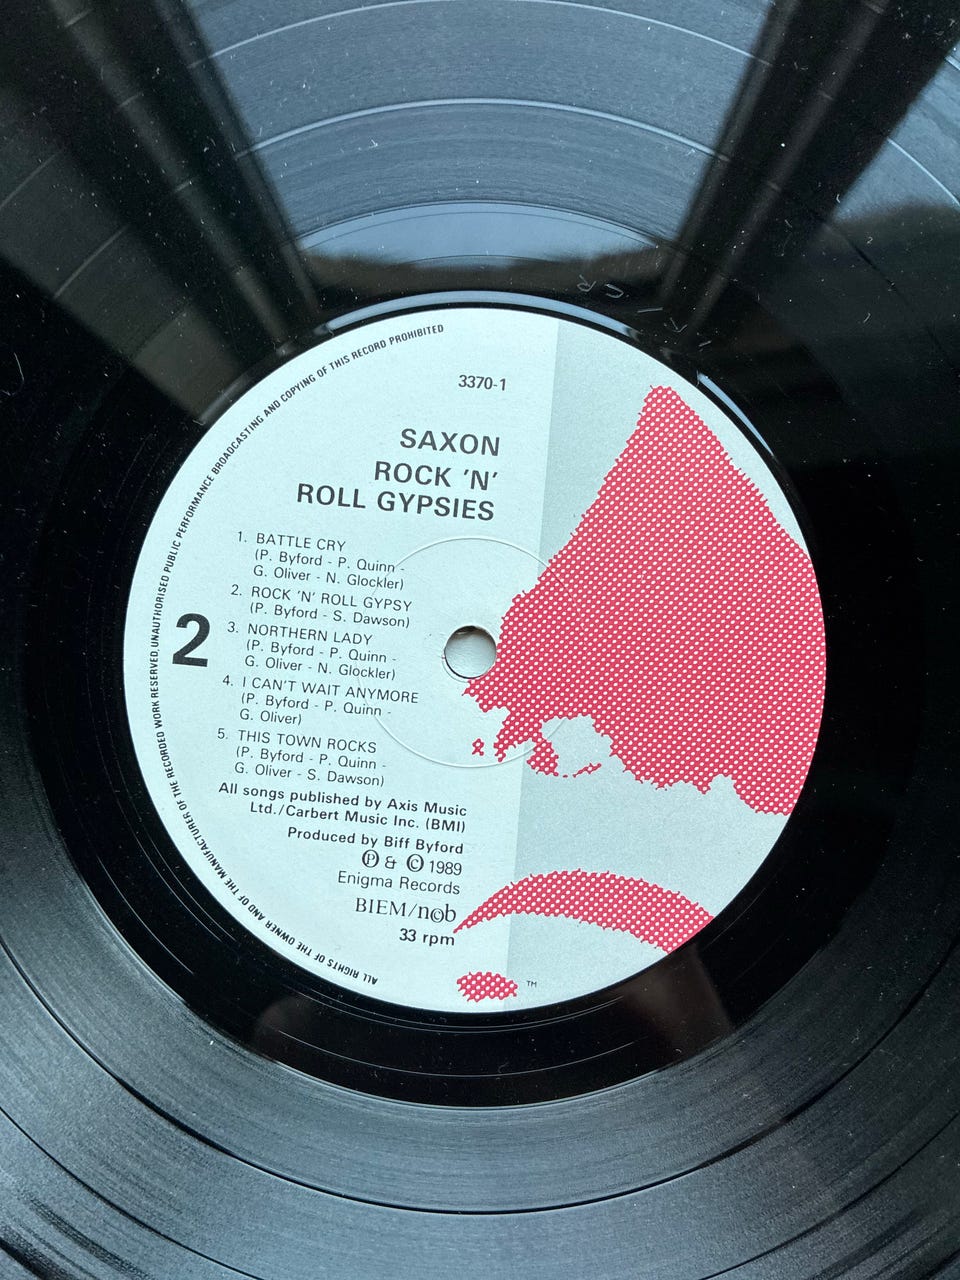 3370-1
SAXON
ROCK 'N'
ROLL GYPSIES
1. BATTLE CRY
(P. Byford - P. Quinn -
G. Oliver - N. Glockler)
2. ROCK 'N' ROLL GYPSY
(P. Byford - S. Dawson)
3. NORTHERN LADY
(P. Byford - P. Quinn -
G. Oliver - N. Glockler)
4. I CAN'T WAIT ANYMORE
(P. Byford - P. Quinn -
G. Oliver)
5. THIS TOWN ROCKS
(P. Byford - P. Quinn -
G. Oliver - S. Dawson)
2
All songs published by Axis Music
Ltd./Carbert Music Inc. (BMI)
Produced by Biff Byford
Ⓟ & © 1989
Enigma Records
BIEM/ncb
33 rpm
TM
ALL RIGHTS OF THE OWNER AND OF THE MANUFACTURER OF THE RECORDED WORK RESERVED. UNAUTHORISED PUBLIC PERFORMANCE BROADCASTING AND COPYING OF THIS RECORD PROHIBITED